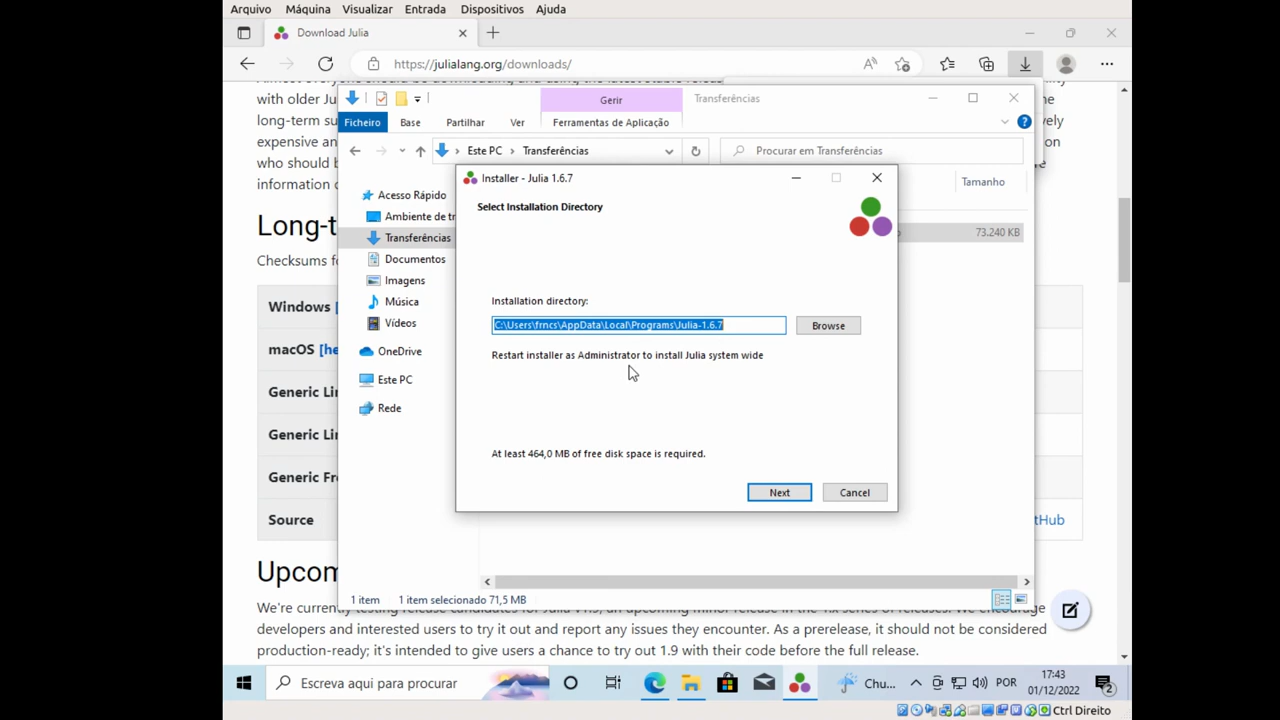 Arquivo Máquina Visualizar Entrada Dispositivos Ajuda
Download Julia
https://julialang.org/downloads/
with older Ju
long-term su
expensive an
who should b
information o
the
vely
on
Gerir
Transferências
Ficheiro Base Partilhar Ver Ferramentas de Aplicação
Este PC Transferências
Procurar em Transferências
Tamanho
73.240 KB
Acesso Rápido
Ambiente de tr
Transferências
Documentos
Imagens
Música
Vídeos
OneDrive
Este PC
Rede
Installer - Julia 1.6.7
Select Installation Directory
Installation directory:
C:\Users\frncs\AppData\Local\Programs\Julia-1.6.7
Browse
Restart installer as Administrator to install Julia system wide
At least 464,0 MB of free disk space is required.
Next
Cancel
Long-t
Checksums fo
Windows [
macOS [he
Generic Lin
Generic Lin
Generic Fre
Source
tHub
1 item 1 item selecionado 71,5 MB
Upcom
We're currently testing release candidates for Julia v1.9, an upcoming minor release in the 1.x series of releases. We encourage
developers and interested users to try it out and report any issues they encounter. As a prerelease, it should not be considered
production-ready; it's intended to give users a chance to try out 1.9 with their code before the full release.
Escreva aqui para procurar
Chu...
POR
17:43
01/12/2022
2
Ctrl Direito